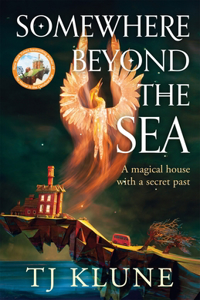 SOMEWHERE
BEYOND
THE
SEA
A magical house
with a secret past
TJ KLUNE